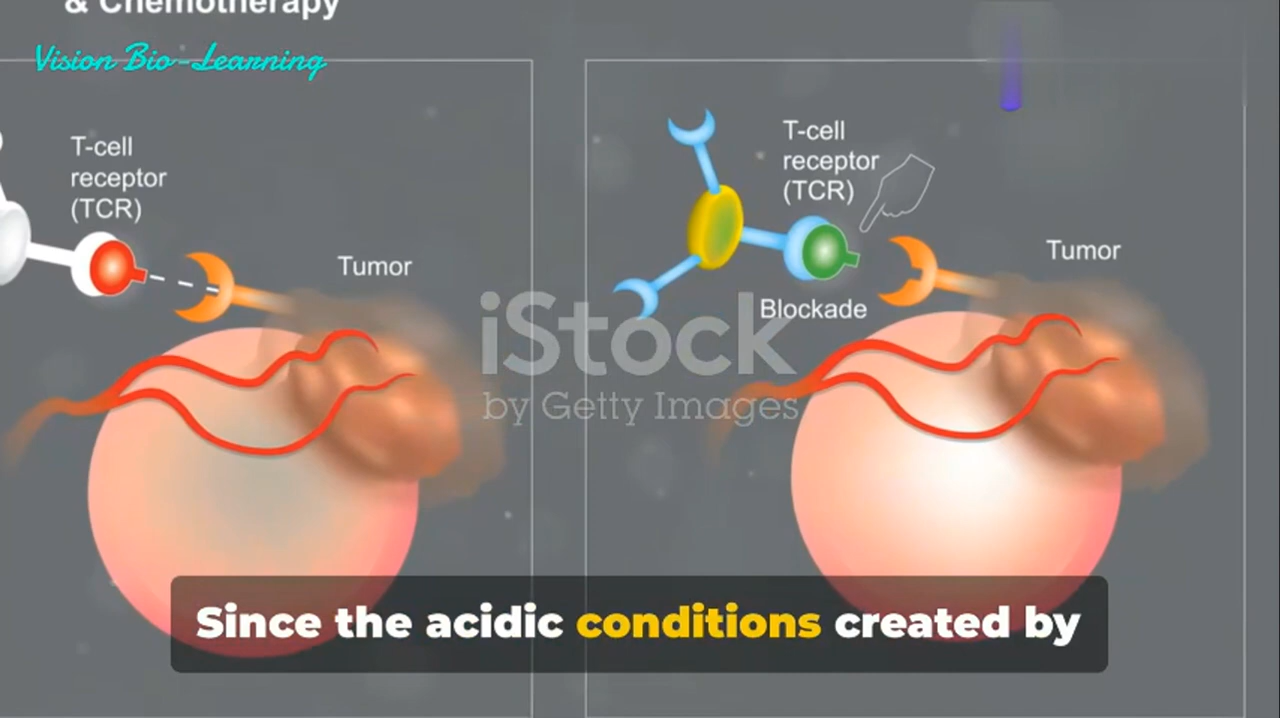 & Chemotherapy
Vision Bio-Learning
T-cell
receptor
(TCR)
Tumor
T-cell
receptor
(TCR)
Tumor
Blockade
iStock
by Getty Images
Since the acidic conditions created by